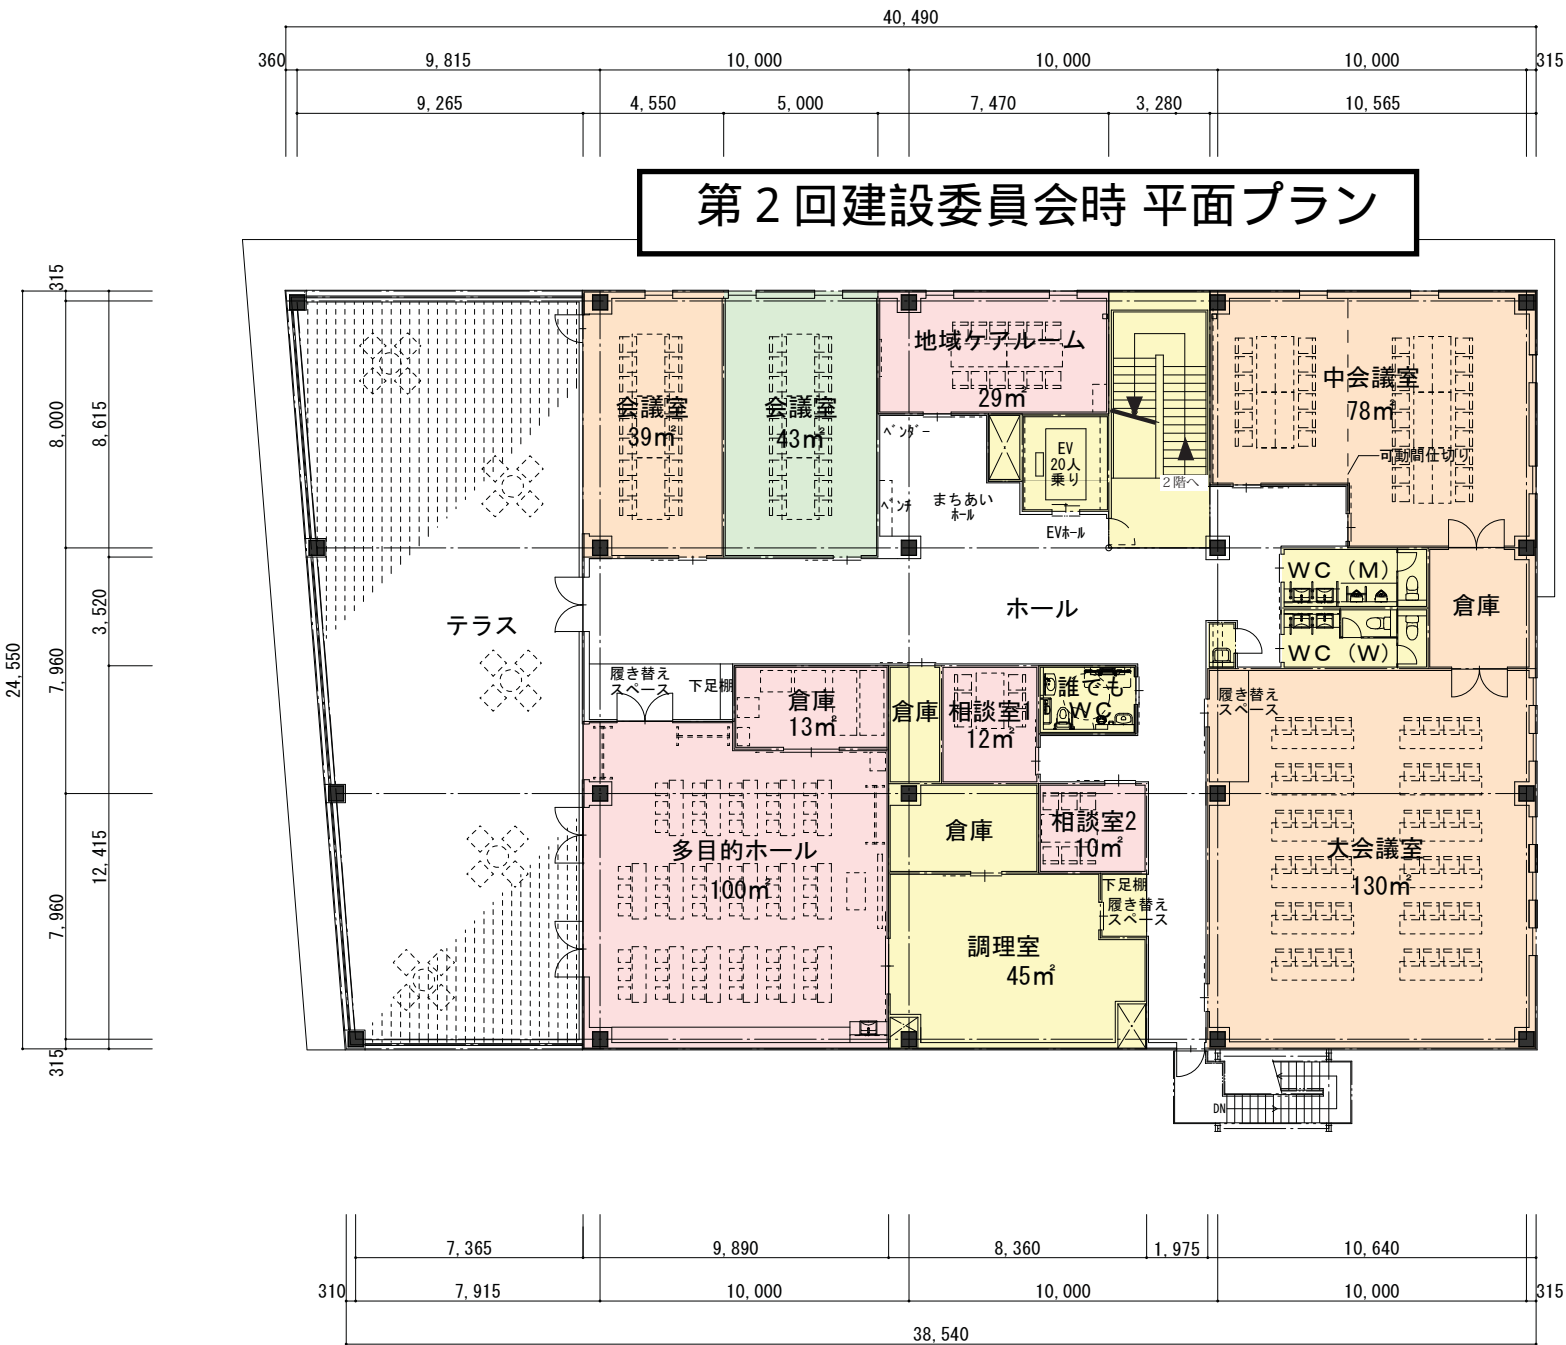 40,490
360 9,815 10,000 10,000 10,000 315
9,265 4,550 5,000 7,470 3,280 10,565
第２回建設委員会時 平面プラン
315
8,000
8,615
24,550
7,960
3,520
7,960
12,415
315
会議室
39㎡
会議室
43㎡
地域ケアルーム
29㎡
中会議室
78㎡
可動間仕切り
ベンダー
ベンチ
まちあい
ホール
EV
20人
乗り
EVホール
２階へ
テラス
ホール
WC (M)
WC (W)
倉庫
履き替え
スペース
下足棚
倉庫
13㎡
倉庫
相談室1
12㎡
誰でも
WC
履き替え
スペース
多目的ホール
100㎡
倉庫
相談室2
10㎡
大会議室
130㎡
下足棚
履き替え
スペース
調理室
45㎡
DN
7,365 9,890 8,360 1,975 10,640
310 7,915 10,000 10,000 10,000 315
38,540